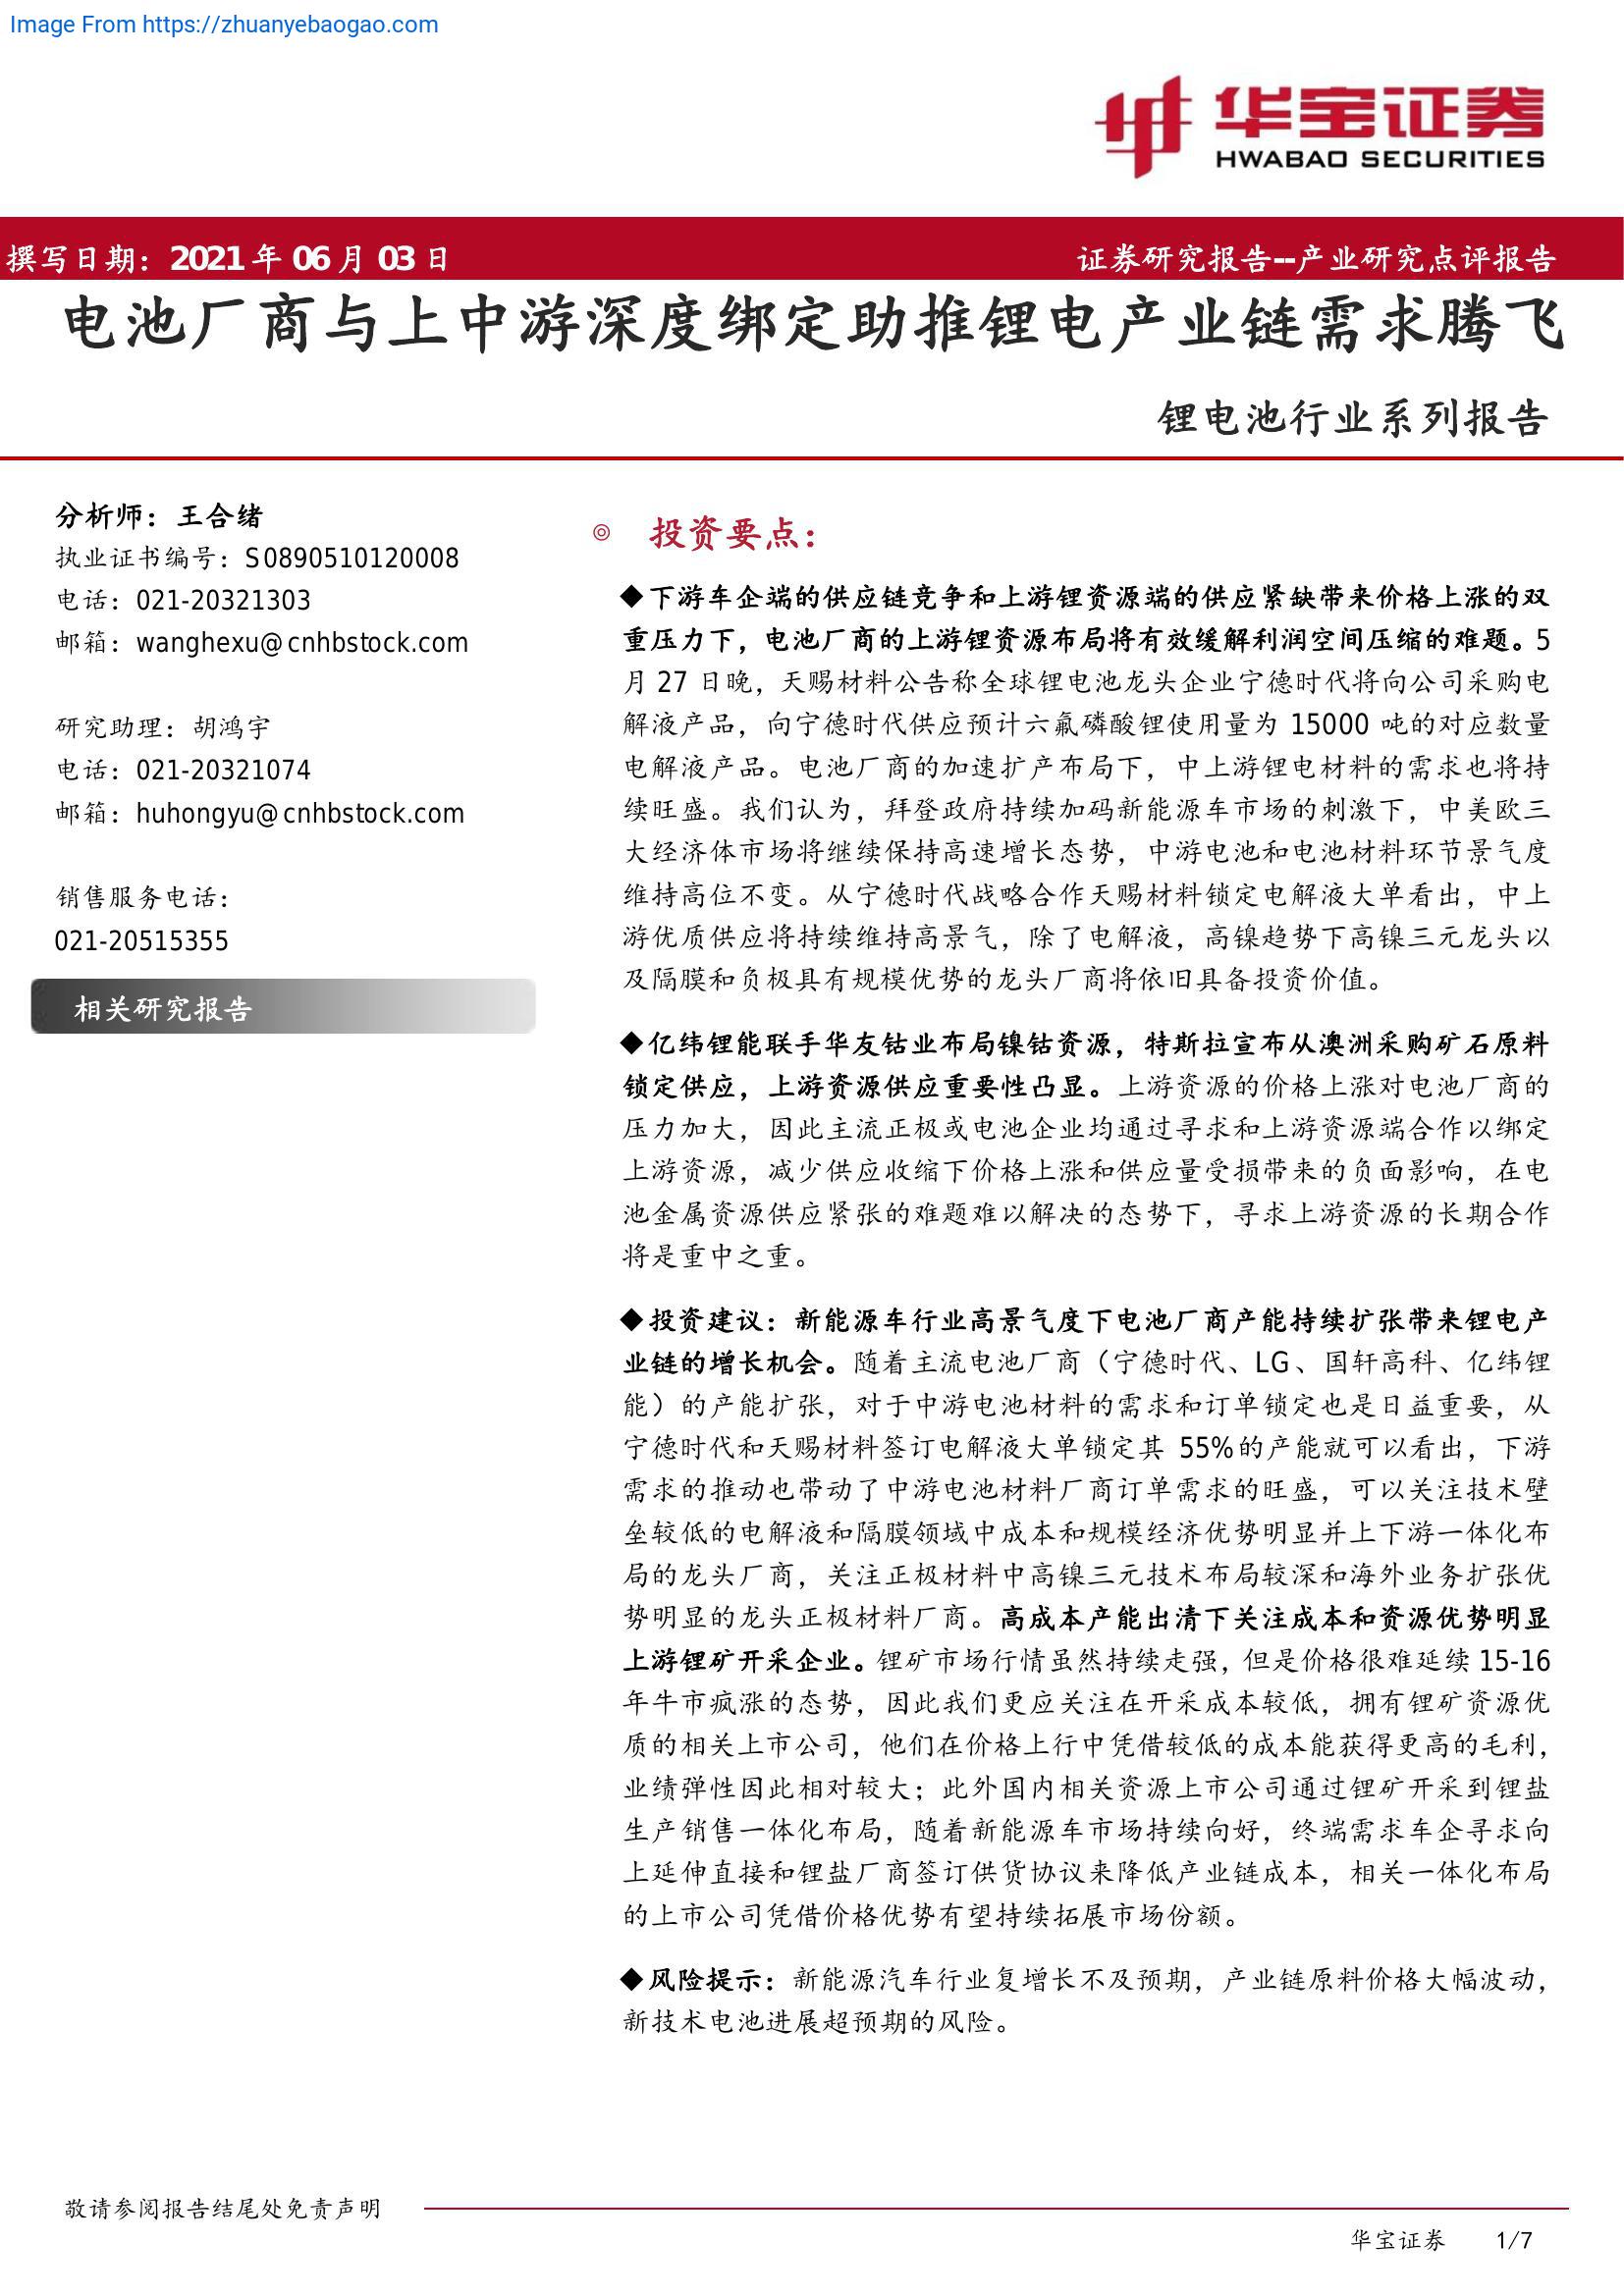 Image From https://zhuanyebaogao.com
华宝证券
HWABAO SECURITIES
撰写日期：2021 年 06 月 03 日
证券研究报告--产业研究点评报告
电池厂商与上中游深度绑定助推锂电产业链需求腾飞
锂电池行业系列报告
分析师：王合绪
执业证书编号：S0890510120008
电话：021-20321303
邮箱：wanghexu@cnhbstock.com
研究助理：胡鸿宇
电话：021-20321074
邮箱：huhongyu@cnhbstock.com
销售服务电话：
021-20515355
相关研究报告
◎ 投资要点：
◆下游车企端的供应链竞争和上游锂资源端的供应紧缺带来价格上涨的双
重压力下，电池厂商的上游锂资源布局将有效缓解利润空间压缩的难题。5
月 27 日晚，天赐材料公告称全球锂电池龙头企业宁德时代将向公司采购电
解液产品，向宁德时代供应预计六氟磷酸锂使用量为 15000 吨的对应数量
电解液产品。电池厂商的加速扩产布局下，中上游锂电材料的需求也将持
续旺盛。我们认为，拜登政府持续加码新能源车市场的刺激下，中美欧三
大经济体市场将继续保持高速增长态势，中游电池和电池材料环节景气度
维持高位不变。从宁德时代战略合作天赐材料锁定电解液大单看出，中上
游优质供应将持续维持高景气，除了电解液，高镍趋势下高镍三元龙头以
及隔膜和负极具有规模优势的龙头厂商将依旧具备投资价值。
◆亿纬锂能联手华友钴业布局镍钴资源，特斯拉宣布从澳洲采购矿石原料
锁定供应，上游资源供应重要性凸显。上游资源的价格上涨对电池厂商的
压力加大，因此主流正极或电池企业均通过寻求和上游资源端合作以绑定
上游资源，减少供应收缩下价格上涨和供应量受损带来的负面影响，在电
池金属资源供应紧张的难题难以解决的态势下，寻求上游资源的长期合作
将是重中之重。
◆投资建议：新能源车行业高景气度下电池厂商产能持续扩张带来锂电产
业链的增长机会。随着主流电池厂商（宁德时代、LG、国轩高科、亿纬锂
能）的产能扩张，对于中游电池材料的需求和订单锁定也是日益重要，从
宁德时代和天赐材料签订电解液大单锁定其 55%的产能就可以看出，下游
需求的推动也带动了中游电池材料厂商订单需求的旺盛，可以关注技术壁
垒较低的电解液和隔膜领域中成本和规模经济优势明显并上下游一体化布
局的龙头厂商，关注正极材料中高镍三元技术布局较深和海外业务扩张优
势明显的龙头正极材料厂商。高成本产能出清下关注成本和资源优势明显
上游锂矿开采企业。锂矿市场行情虽然持续走强，但是价格很难延续 15-16
年牛市疯涨的态势，因此我们更应关注在开采成本较低，拥有锂矿资源优
质的相关上市公司，他们在价格上行中凭借较低的成本能获得更高的毛利，
业绩弹性因此相对较大；此外国内相关资源上市公司通过锂矿开采到锂盐
生产销售一体化布局，随着新能源车市场持续向好，终端需求车企寻求向
上延伸直接和锂盐厂商签订供货协议来降低产业链成本，相关一体化布局
的上市公司凭借价格优势有望持续拓展市场份额。
◆风险提示：新能源汽车行业复增长不及预期，产业链原料价格大幅波动，
新技术电池进展超预期的风险。
敬请参阅报告结尾处免责声明
华宝证券 1/7